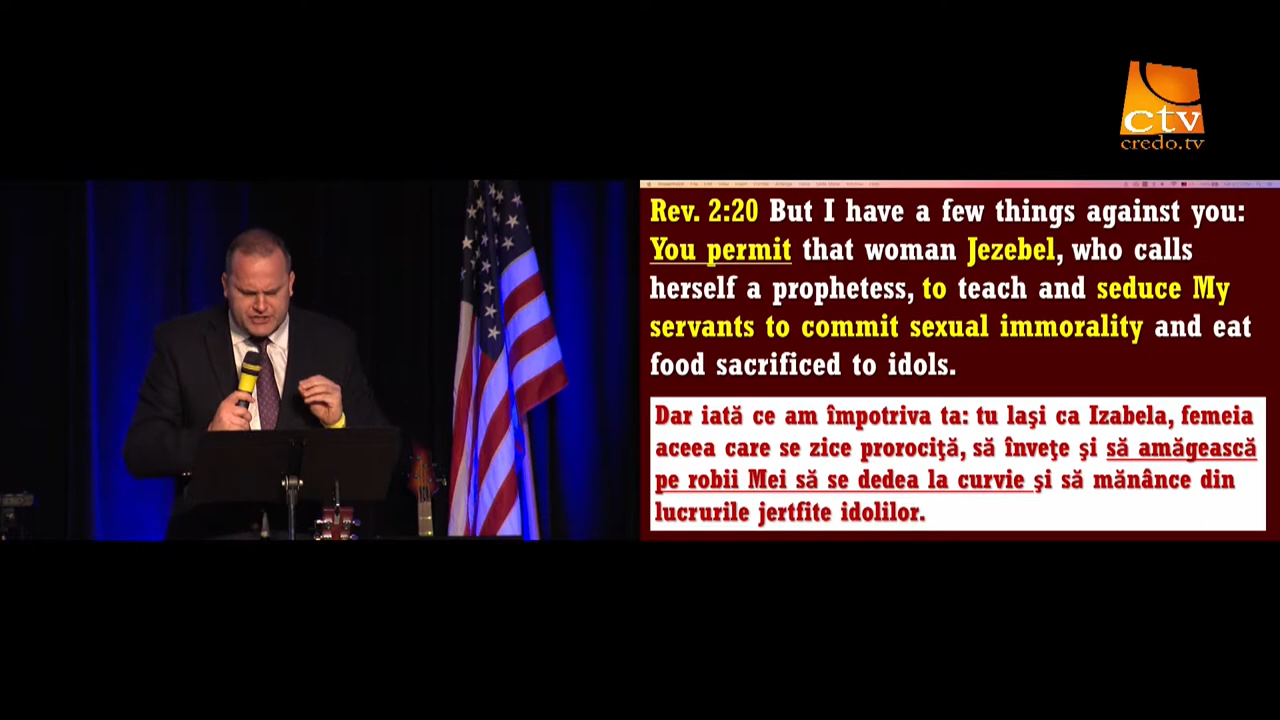 ctv
credo.tv
Rev. 2:20 But I have a few things against you:
You permit that woman Jezebel, who calls
herself a prophetess, to teach and seduce My
servants to commit sexual immorality and eat
food sacrificed to idols.
Dar iată ce am împotriva ta: tu laşi ca Izabela, femeia
aceea care se zice prorociţă, să înveţe şi să amăgească
pe robii Mei să se dedea la curvie şi să mănânce din
lucrurile jertfite idolilor.